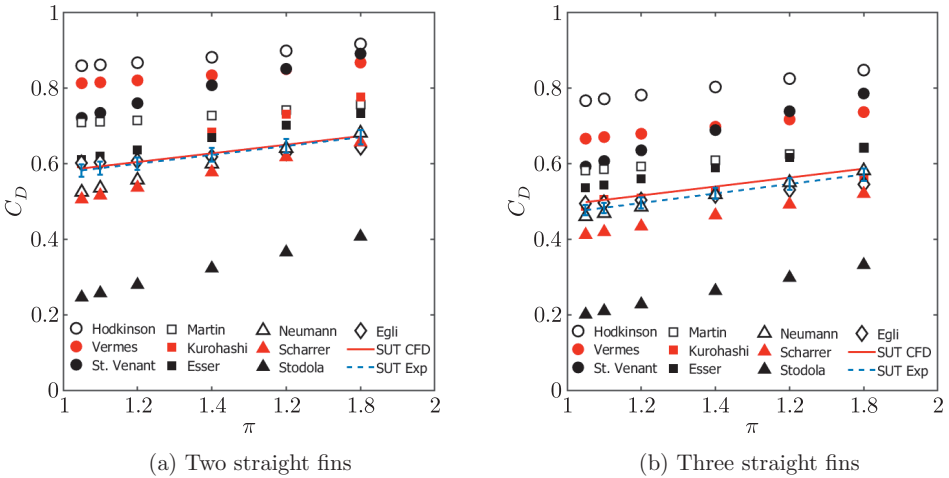 1
0.8
0.6
0.4
0.2
0
C_D
Hodkinson
Vermes
St. Venant
Martin
Kurohashi
Esser
Neumann
Scharrer
Stodola
Egli
SUT CFD
SUT Exp
1 1.2 1.4 1.2 1.8 2
π
(a) Two straight fins
1
0.8
0.6
0.4
0.2
0
C_D
Hodkinson
Vermes
St. Venant
Martin
Kurohashi
Esser
Neumann
Scharrer
Stodola
Egli
SUT CFD
SUT Exp
1 1.2 1.4 1.2 1.8 2
π
(b) Three straight fins